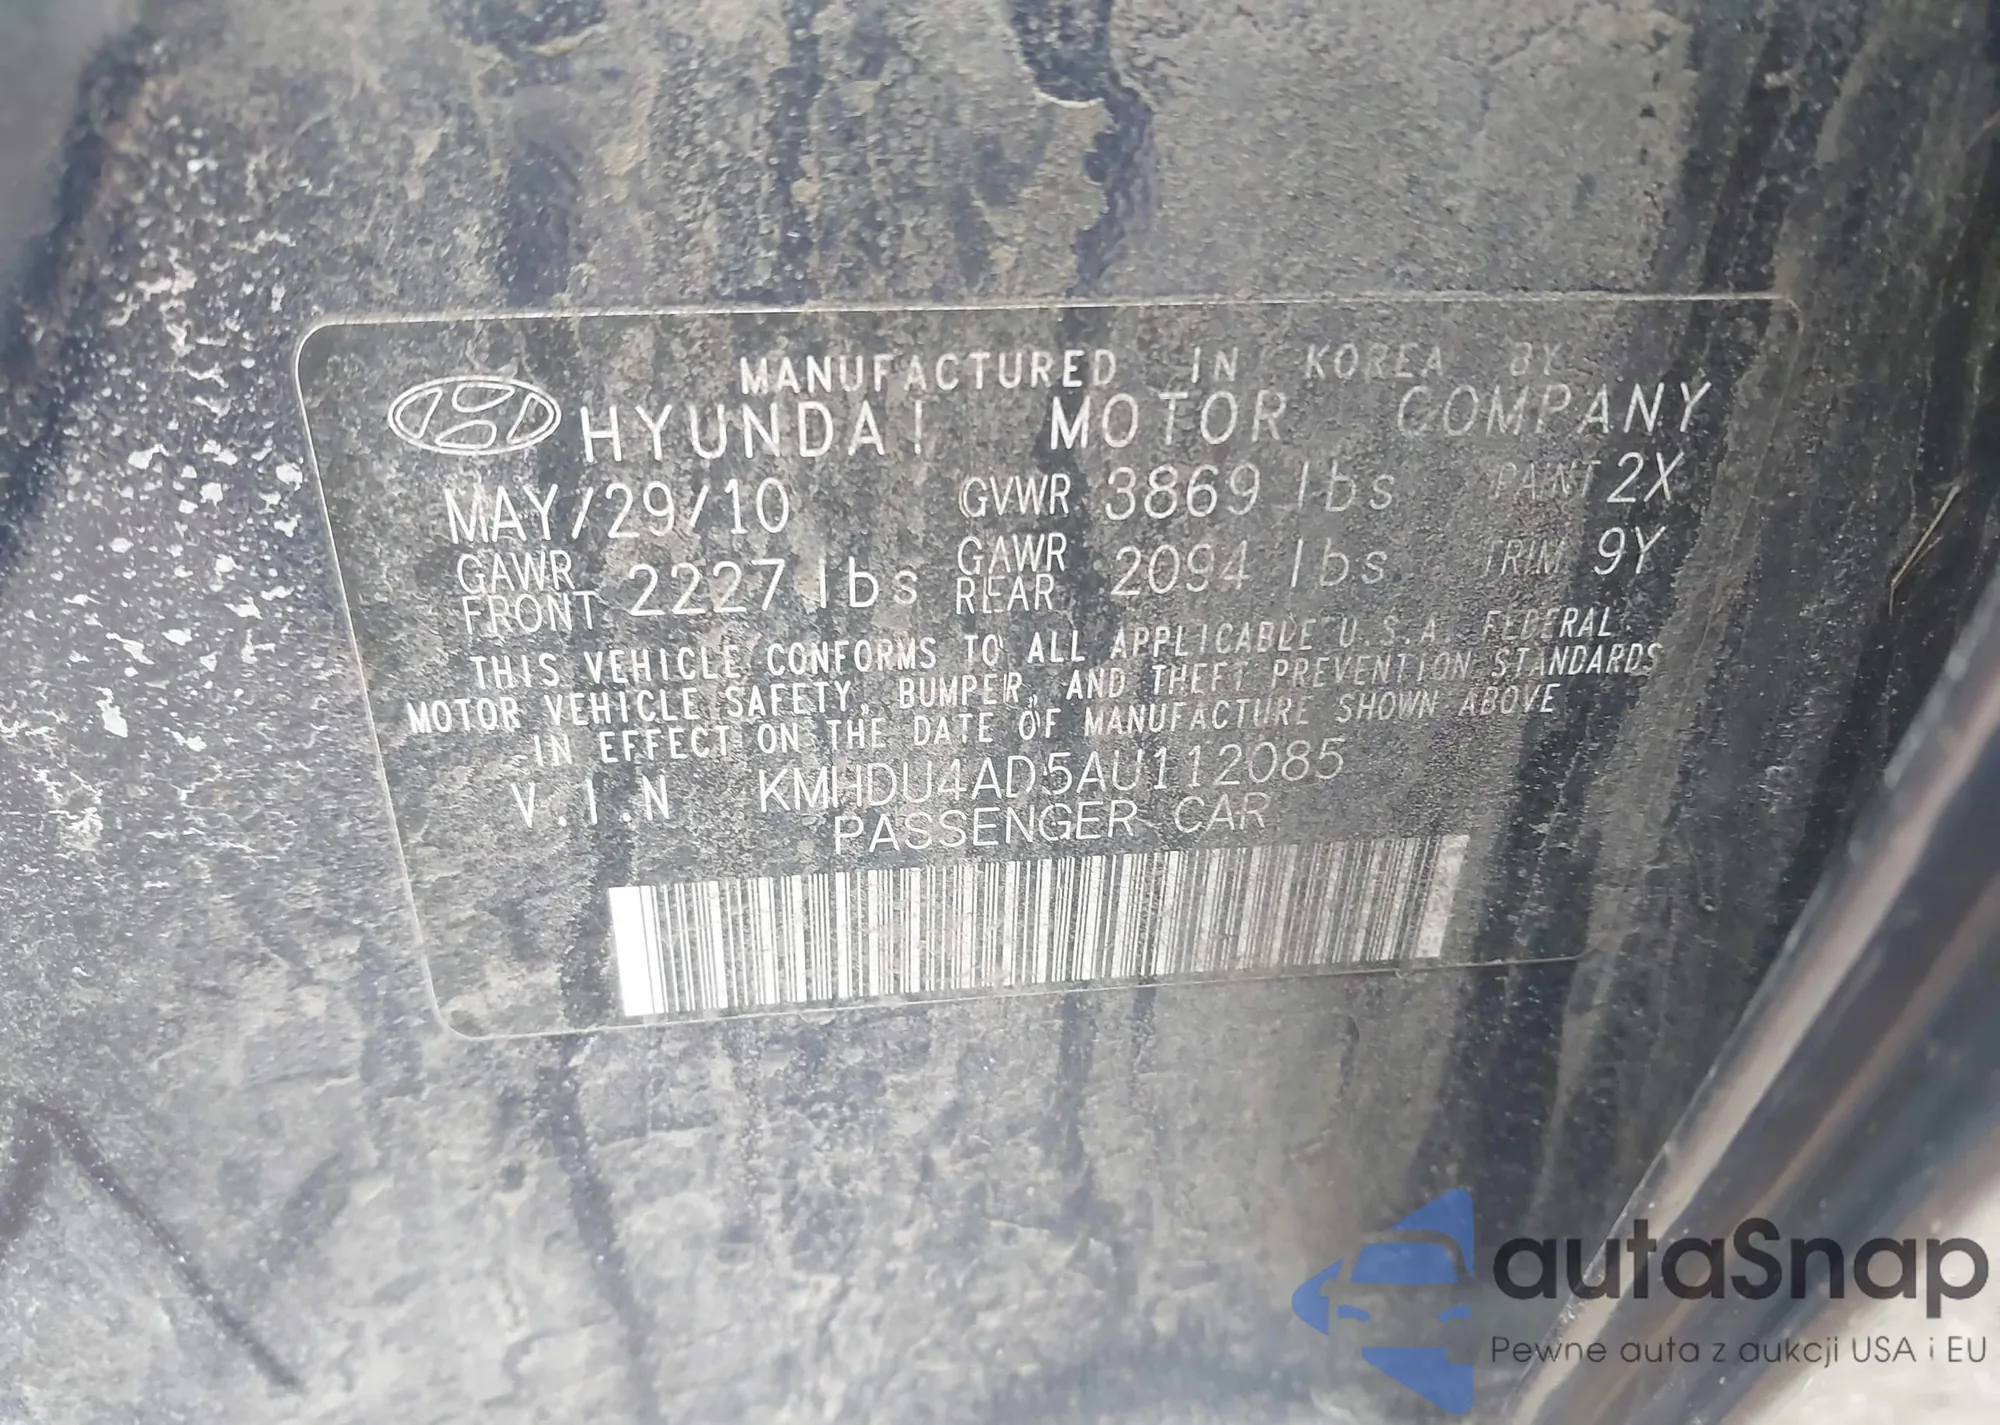 MANUFACTURED IN KOREA BY
HYUNDAI MOTOR COMPANY
MAY/29/10 GVWR 3869 lbs PAINT 2X
GAWR FRONT 2227 lbs GAWR REAR 2094 lbs TRIM 9Y
THIS VEHICLE CONFORMS TO ALL APPLICABLE U.S.A. FEDERAL
MOTOR VEHICLE SAFETY, BUMPER, AND THEFT PREVENTION STANDARDS
IN EFFECT ON THE DATE OF MANUFACTURE SHOWN ABOVE
V.I.N KMHDU4AD5AU112085
PASSENGER CAR
autaSnap
Pewne auta z aukcji USA i EU